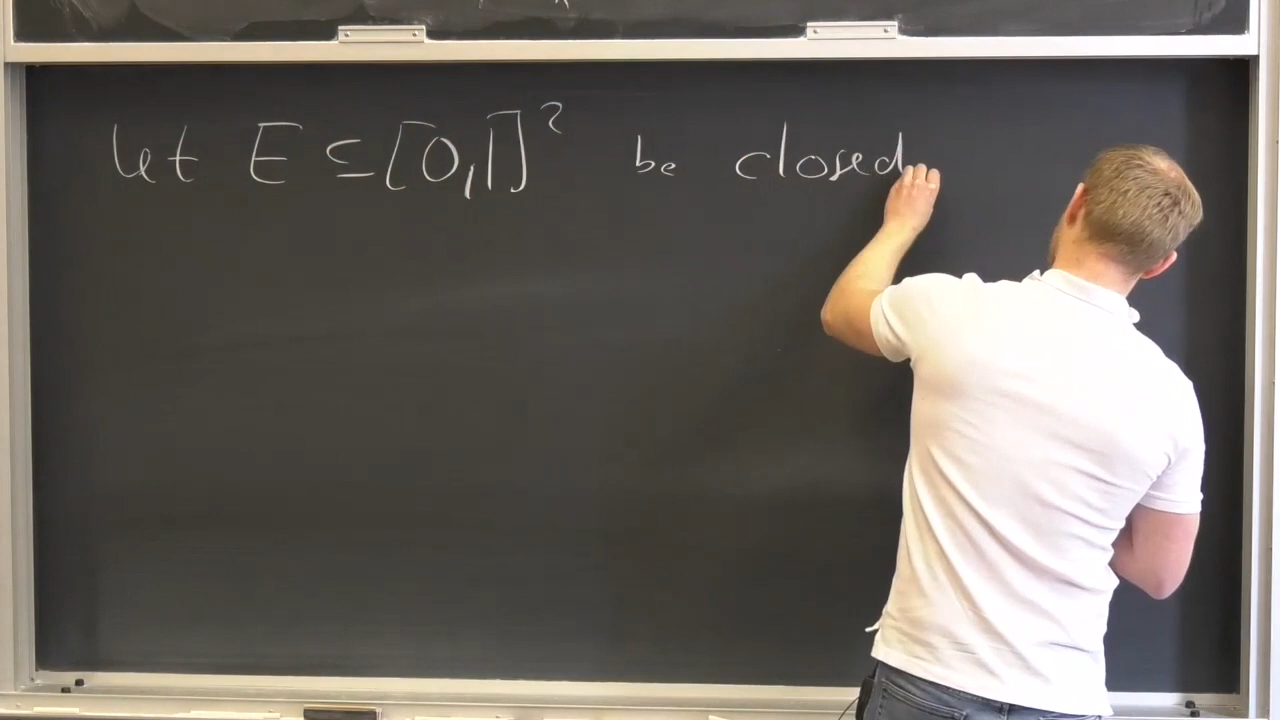 Let E ⊆ [0,1]² be closed